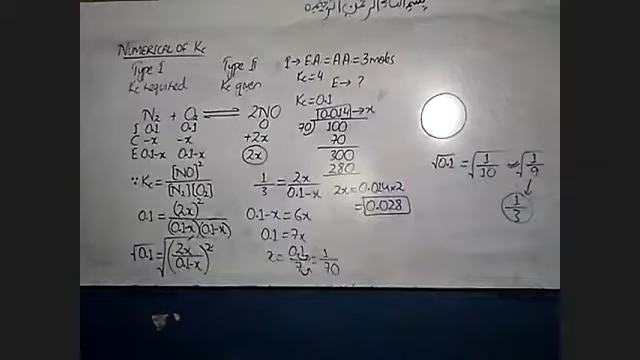 بسم الله الرحمن الرحيم
NUMERICAL OF Kc
Type I
Kc required
Type II
Kc given
I → EA = AA = 3 moles
Kc = 4 E → ?
N₂ + O₂ ⇌ 2NO
I 0.1 0.1 0
C -x -x +2x
E 0.1-x 0.1-x 2x
∵ Kc = [NO]² / [N₂][O₂]
0.1 = (2x)² / (0.1-x)(0.1-x)
√0.1 = √(2x / 0.1-x)²
1/3 = 2x / 0.1-x
0.1-x = 6x
0.1 = 7x
x = 0.1/7 = 1/70
Kc = 0.1
0.014 → x
70 100
70
300
280
2x = 0.014×2
= 0.028
√0.1 = √1/10 ≈ √1/9
↓
1/3